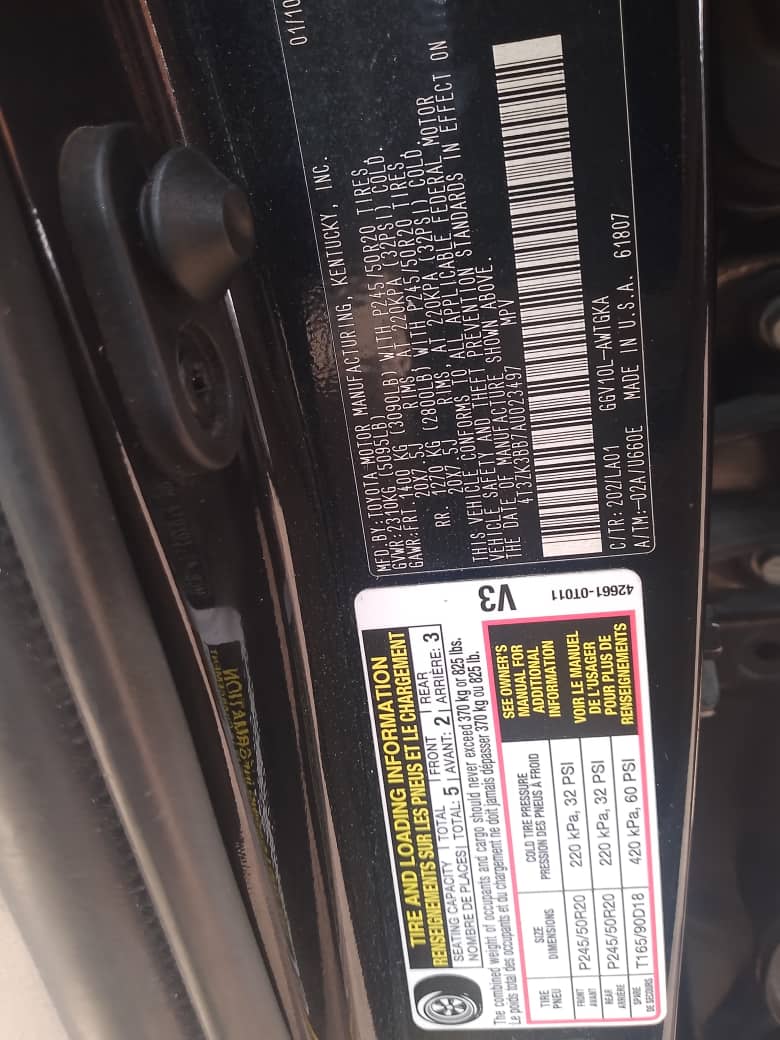 01/10
MFD.BY:TOYOTA MOTOR MANUFACTURING, KENTUCKY, INC.
GVWR:2310KG(5095LB)
GAWR:FRT 1400 KG (3090LB) WITH P245/50R20 TIRES,
20X7.5J RIMS, AT 220KPA (32PSI) COLD.
RR. 1270 KG (2800LB) WITH P245/50R20 TIRES,
20X7.5J RIMS, AT 220KPA (32PSI) COLD.
THIS VEHICLE CONFORMS TO ALL APPLICABLE FEDERAL MOTOR
VEHICLE SAFETY AND THEFT PREVENTION STANDARDS IN EFFECT ON
THE DATE OF MANUFACTURE SHOWN ABOVE.
4T3ZK3BB7AU023497 MPV
C/TR:202/LA01 GGV10L-AWTGKA
A/TM:-02A/U660E MADE IN U.S.A. 61807
TIRE AND LOADING INFORMATION
RENSEIGNEMENTS SUR LES PNEUS ET LE CHARGEMENT
V3
SEATING CAPACITY | TOTAL | FRONT | REAR
NOMBRE DE PLACES | TOTAL: 5 | AVANT: 2 | ARRIÈRE: 3
The combined weight of occupants and cargo should never exceed 370 kg or 825 lbs.
Le poids total des occupants et du chargement ne doit jamais dépasser 370 kg ou 825 lb.
TIRE PNEU
SIZE DIMENSIONS
COLD TIRE PRESSURE
PRESSION DES PNEUS À FROID
FRONT AVANT P245/50R20 220 kPa, 32 PSI
REAR ARRIÈRE P245/50R20 220 kPa, 32 PSI
SPARE DE SECOURS T165/90D18 420 kPa, 60 PSI
SEE OWNER'S
MANUAL FOR
ADDITIONAL
INFORMATION
VOIR LE MANUEL
DE L'USAGER
POUR PLUS DE
RENSEIGNEMENTS
42661-0T011